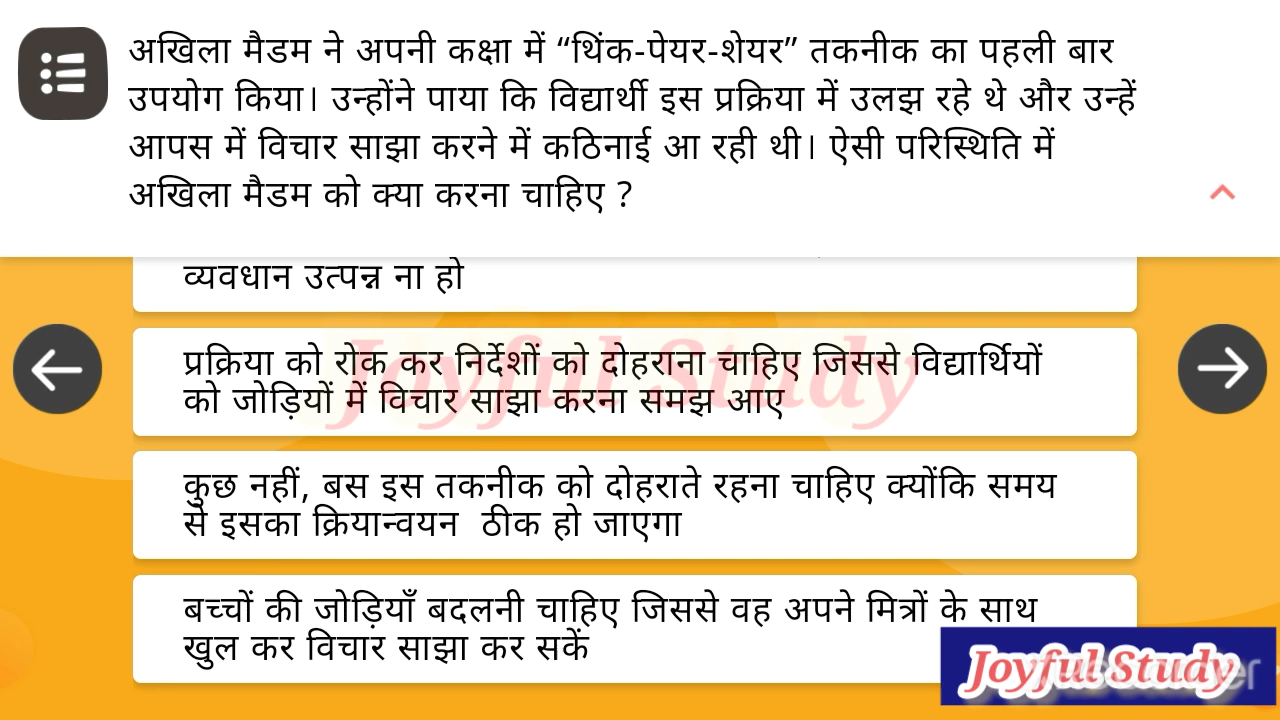 अखिला मैडम ने अपनी कक्षा में “थिंक-पेयर-शेयर” तकनीक का पहली बार
उपयोग किया। उन्होंने पाया कि विद्यार्थी इस प्रक्रिया में उलझ रहे थे और उन्हें
आपस में विचार साझा करने में कठिनाई आ रही थी। ऐसी परिस्थिति में
अखिला मैडम को क्या करना चाहिए ?
व्यवधान उत्पन्न ना हो
प्रक्रिया को रोक कर निर्देशों को दोहराना चाहिए जिससे विद्यार्थियों
को जोड़ियों में विचार साझा करना समझ आए
Joyful Study
कुछ नहीं, बस इस तकनीक को दोहराते रहना चाहिए क्योंकि समय
से इसका क्रियान्वयन ठीक हो जाएगा
बच्चों की जोड़ियाँ बदलनी चाहिए जिससे वह अपने मित्रों के साथ
खुल कर विचार साझा कर सकें
Joyful Study